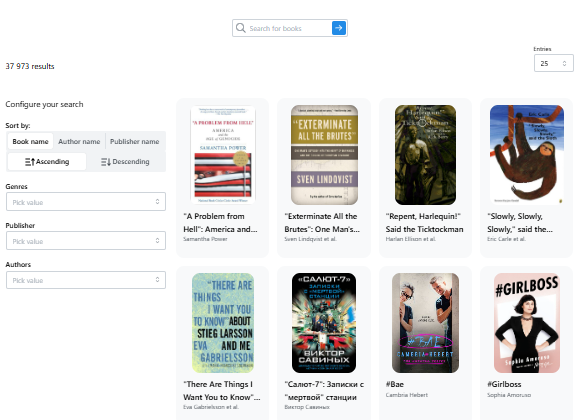 Search for books
Entries
37 973 results
25
Configure your search
Sort by:
Book name
Author name
Publisher name
Ascending
Descending
Genres
Pick value
Publisher
Pick value
Authors
Pick value
"A PROBLEM FROM HELL"
AMERICA
AGE of GENOCIDE
SAMANTHA POWER
"A Problem from
Hell": America and...
Samantha Power
"EXTERMINATE
ALL THE
BRUTES"
SVEN LINDQVIST
"Exterminate All the
Brutes": One Man's...
Sven Lindqvist et al.
"Repent, Harlequin!"
Said the Ticktockman
Harlan Ellison et al.
Eric Carle
"Slowly,
Slowly,
Slowly,"
said the Sloth
"Slowly, Slowly,
Slowly," said the...
Eric Carle et al.
"THERE ARE
THINGS
I WANT YOU
TO KNOW" ABOUT
STIEG LARSSON
AND ME
EVA
GABRIELSSON
"There Are Things I
Want You to Know"...
Eva Gabrielsson et al.
«САЛЮТ-7»
ЗАПИСКИ
С «МЕРТВОЙ»
СТАНЦИИ
ВИКТОР
САВИНЫХ
"Салют-7": Записки с
"мертвой" станции
Виктор Савиных
#BAE
CAMBRIA HEBERT
#Bae
Cambria Hebert
#GIRLBOSS
Sophia Amoruso
#Girlboss
Sophia Amoruso